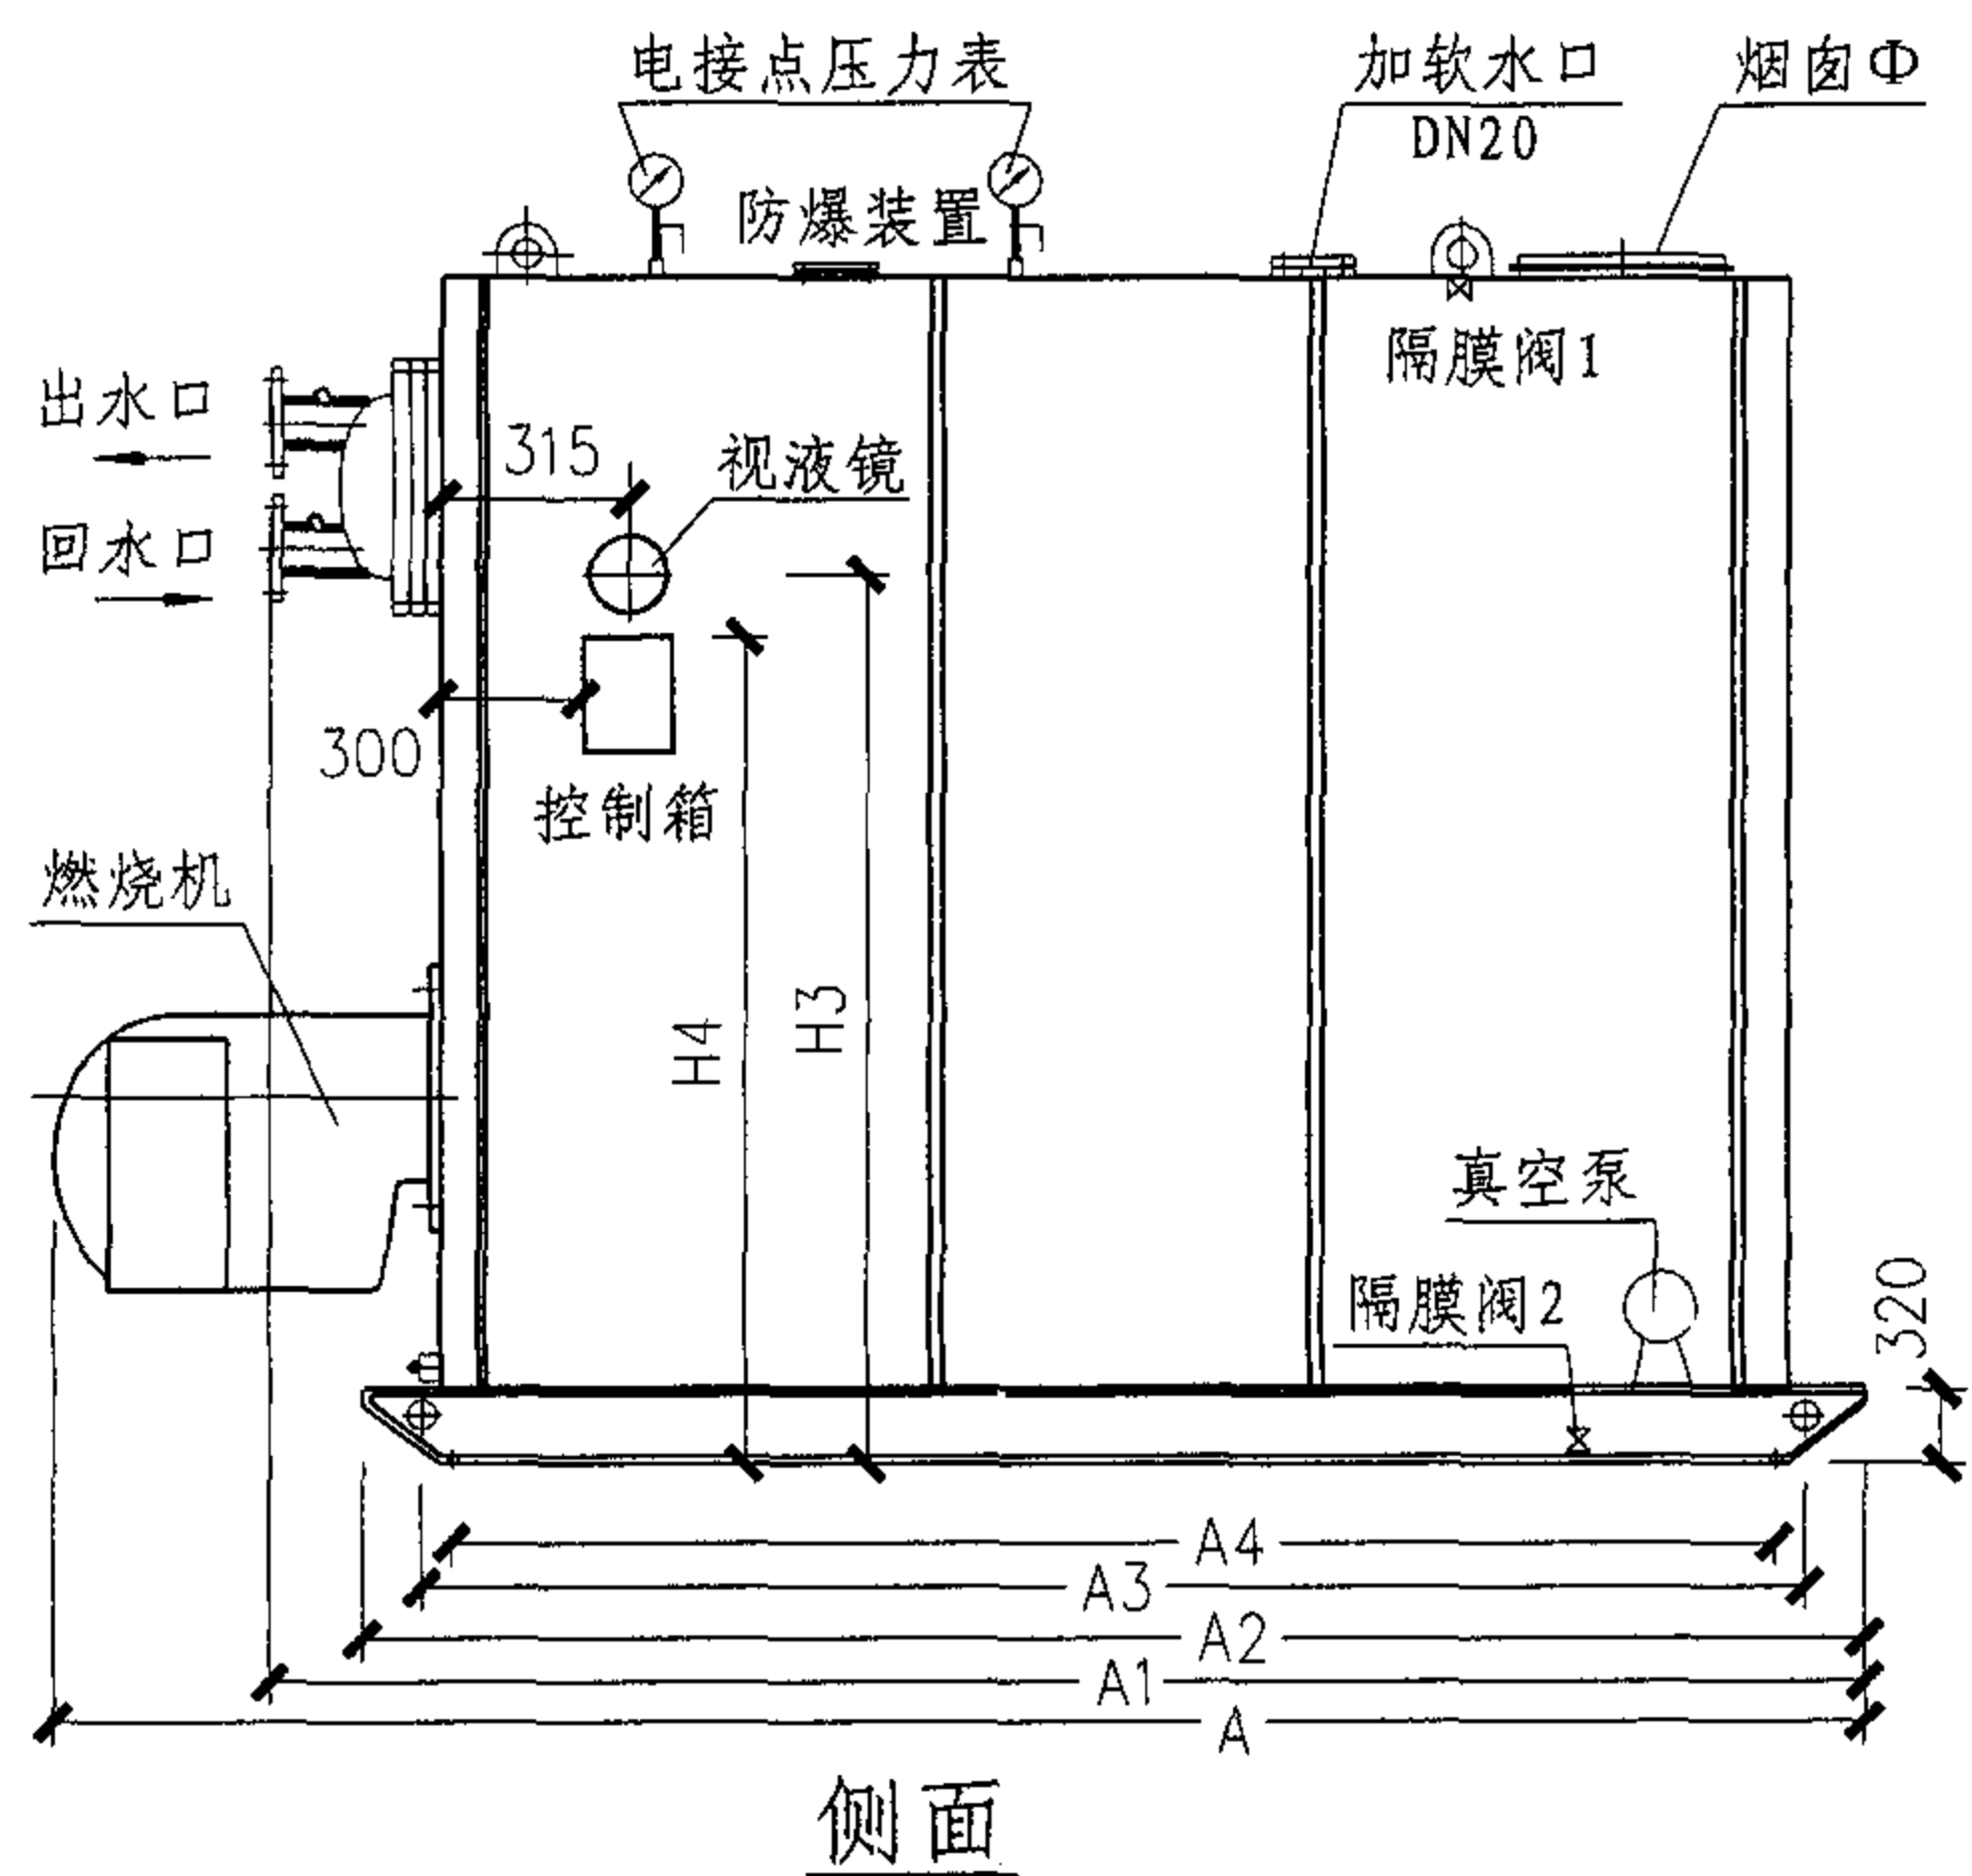 电接点压力表
加软水口
DN20
烟囱Φ
防爆装置
隔膜阀1
出水口
315
视液镜
回水口
300
控制箱
燃烧机
H4
H3
真空泵
隔膜阀2
320
A4
A3
A2
A1
A
侧面